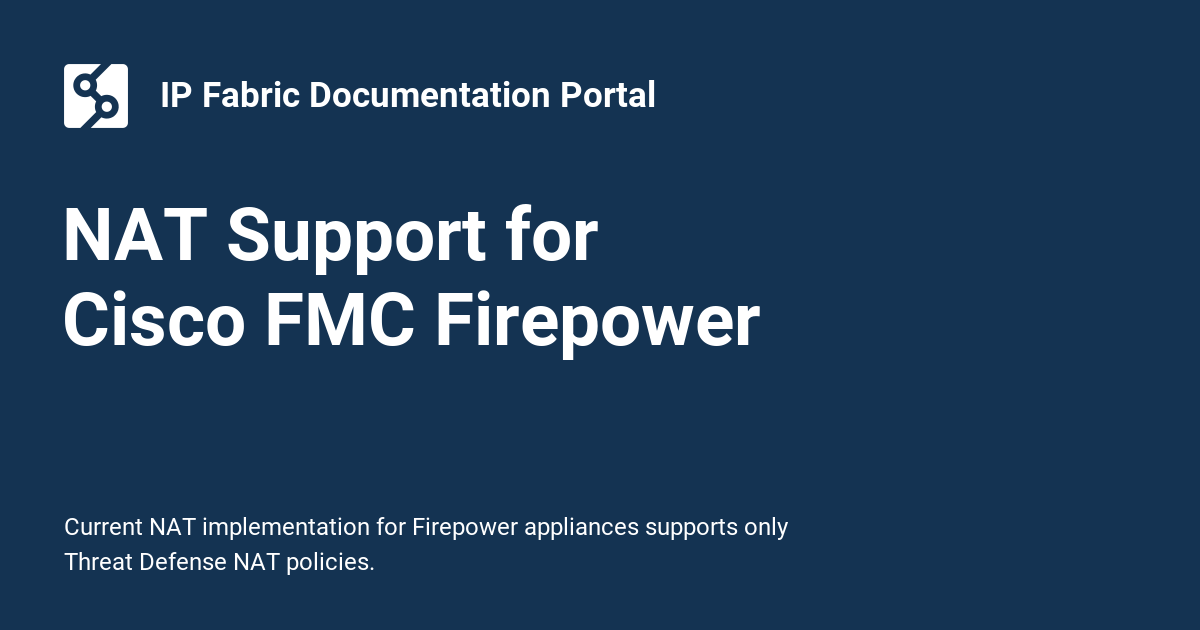 IP Fabric Documentation Portal
NAT Support for
Cisco FMC Firepower
Current NAT implementation for Firepower appliances supports only
Threat Defense NAT policies.